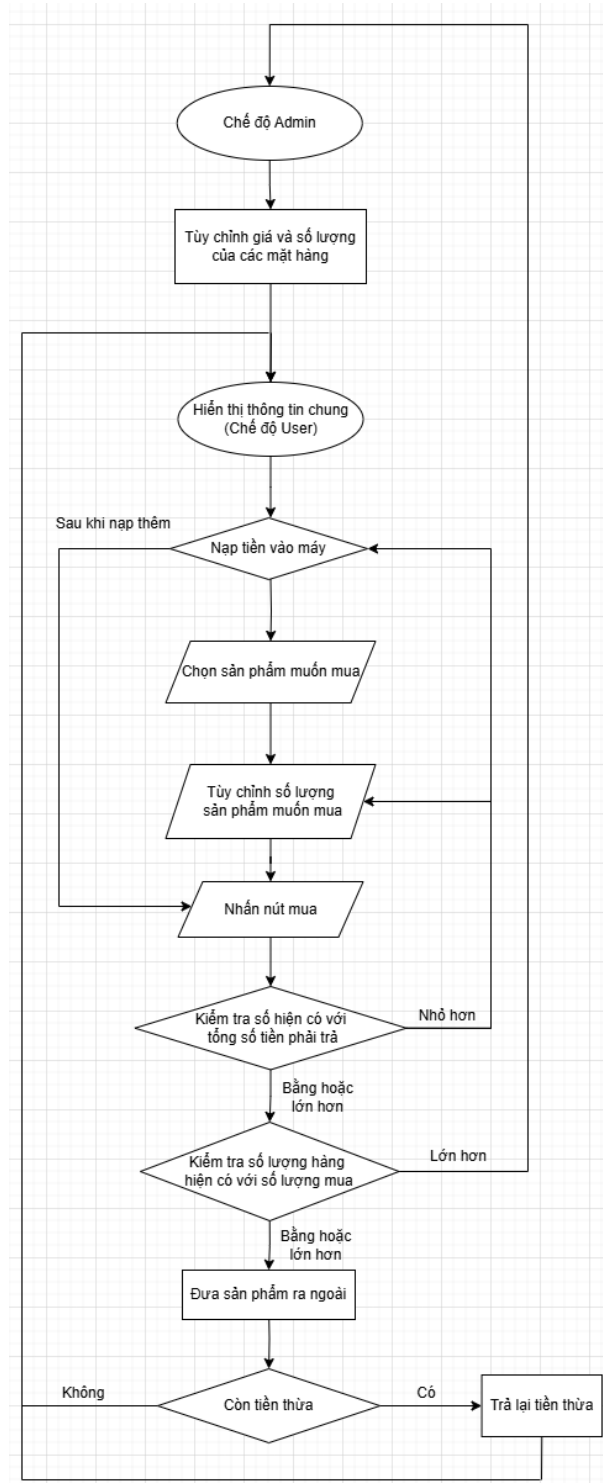 Chế độ Admin
Tùy chỉnh giá và số lượng
của các mặt hàng
Hiển thị thông tin chung
(Chế độ User)
Sau khi nạp thêm
Nạp tiền vào máy
Chọn sản phẩm muốn mua
Tùy chỉnh số lượng
sản phẩm muốn mua
Nhấn nút mua
Kiểm tra số hiện có với
tổng số tiền phải trả
Nhỏ hơn
Bằng hoặc
lớn hơn
Kiểm tra số lượng hàng
hiện có với số lượng mua
Lớn hơn
Bằng hoặc
lớn hơn
Đưa sản phẩm ra ngoài
Không
Còn tiền thừa
Có
Trả lại tiền thừa